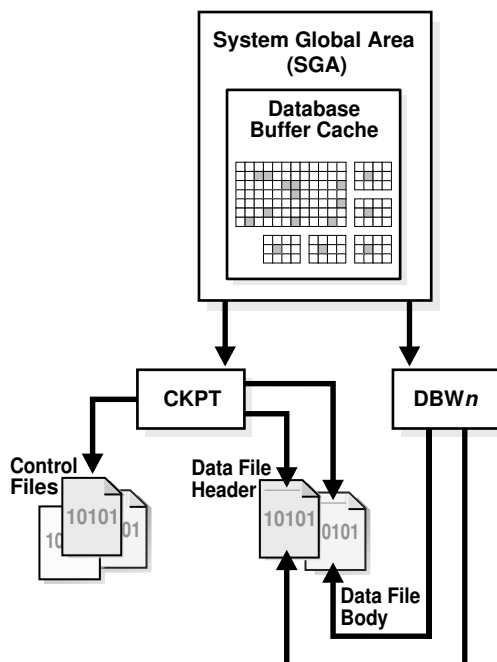 System Global Area
(SGA)
Database
Buffer Cache
CKPT
DBWn
Control
Files
Data File
Header
10101
10
01
10101
0101
Data File
Body